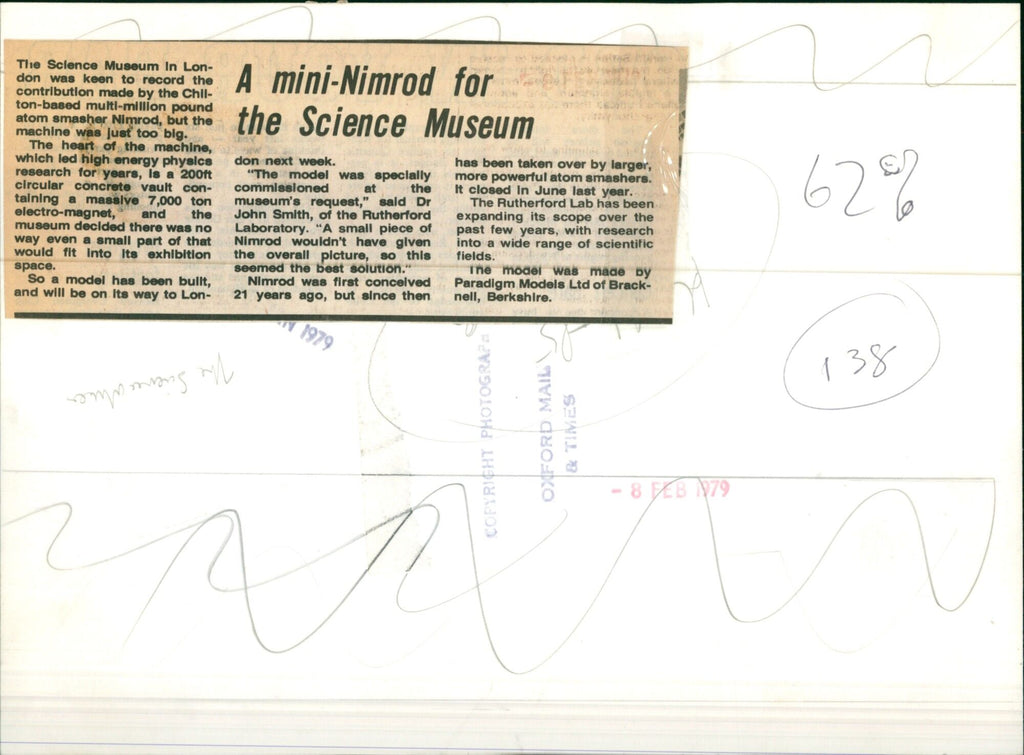 The Science Museum in Lon-
don was keen to record the
contribution made by the Chil-
ton-based multi-million pound
atom smasher Nimrod, but the
machine was just too big.
The heart of the machine,
which led high energy physics
research for years, is a 200ft
circular concrete vault con-
taining a massive 7,000 ton
electro-magnet, and the
museum decided there was no
way even a small part of that
would fit into its exhibition
space.
So a model has been built,
and will be on its way to Lon-
A mini-Nimrod for
the Science Museum
don next week.
"The model was specially
commissioned at the
museum's request," said Dr
John Smith, of the Rutherford
Laboratory. "A small piece of
Nimrod wouldn't have given
the overall picture, so this
seemed the best solution."
Nimrod was first conceived
21 years ago, but since then
has been taken over by larger,
more powerful atom smashers.
It closed in June last year.
The Rutherford Lab has been
expanding its scope over the
past few years, with research
into a wide range of scientific
fields.
The model was made by
Paradigm Models Ltd of Brack-
nell, Berkshire.
62%
138
1979
The
COPYRIGHT PHOTOGRAPH
OXFORD MAIL
& TIMES
- 8 FEB 1979